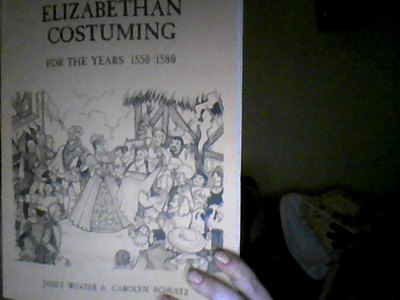 ELIZABETHAN
COSTUMING
FOR THE YEARS 1550-1580
JANET WINTER & CAROLYN SCHULTZ